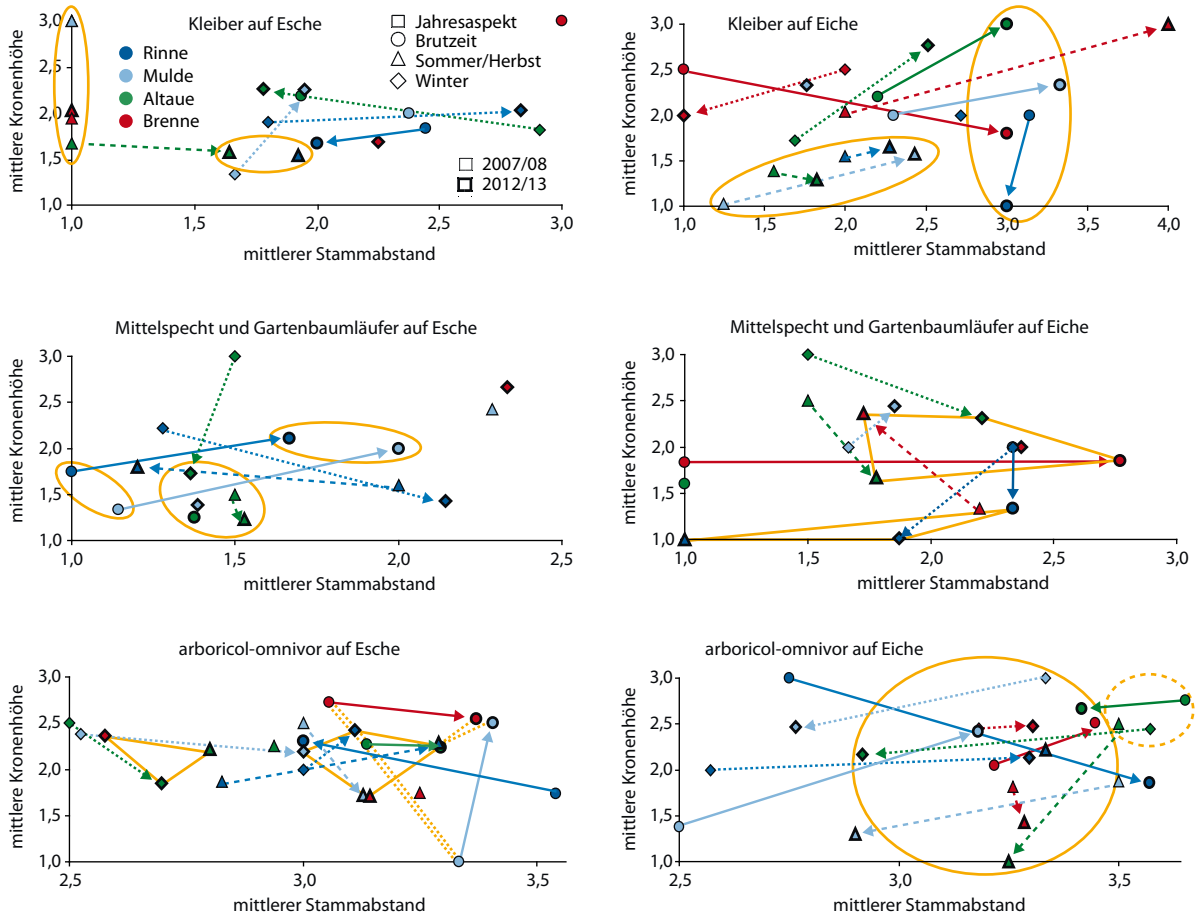 Kleiber auf Esche
Jahresaspekt
Brutzeit
Sommer/Herbst
Winter
Rinne
Mulde
Altaue
Brenne
2007/08
2012/13
mittlere Kronenhöhe
3,0
2,5
2,0
1,5
1,0
1,0 1,5 2,0 2,5 3,0
mittlerer Stammabstand
Kleiber auf Eiche
mittlere Kronenhöhe
3,0
2,5
2,0
1,5
1,0
1,0 1,5 2,0 2,5 3,0 3,5 4,0
mittlerer Stammabstand
Mittelspecht und Gartenbaumläufer auf Esche
mittlere Kronenhöhe
3,0
2,5
2,0
1,5
1,0
1,0 1,5 2,0 2,5
mittlerer Stammabstand
Mittelspecht und Gartenbaumläufer auf Eiche
mittlere Kronenhöhe
3,0
2,5
2,0
1,5
1,0
1,0 1,5 2,0 2,5 3,0
mittlerer Stammabstand
arboricol-omnivor auf Esche
mittlere Kronenhöhe
3,0
2,5
2,0
1,5
1,0
2,5 3,0 3,5
mittlerer Stammabstand
arboricol-omnivor auf Eiche
mittlere Kronenhöhe
3,0
2,5
2,0
1,5
1,0
2,5 3,0 3,5
mittlerer Stammabstand